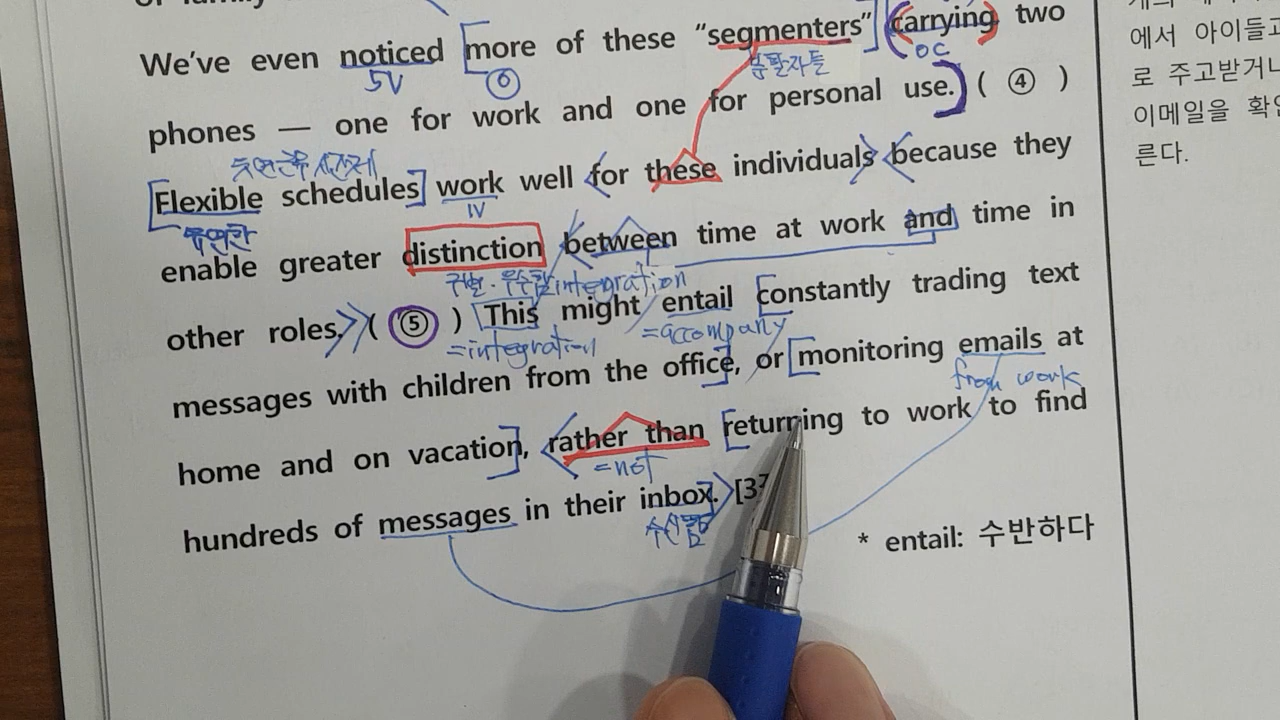 We've even noticed more of these “segmenters” carrying two
5V
ⓞ
분할자들
OC
phones — one for work and one for personal use. ( ④ )
Flexible schedules work well for these individuals because they
유연한
1V
enable greater distinction between time at work and time in
구별·우수함
integration
other roles. ( ⑤ ) This might entail constantly trading text
=integration
=accompany
messages with children from the office, or monitoring emails at
from work
home and on vacation, rather than returning to work to find
=not
hundreds of messages in their inbox. [3
수신함
* entail: 수반하다
에서 아이들과
로 주고받거나
이메일을 확인
른다.